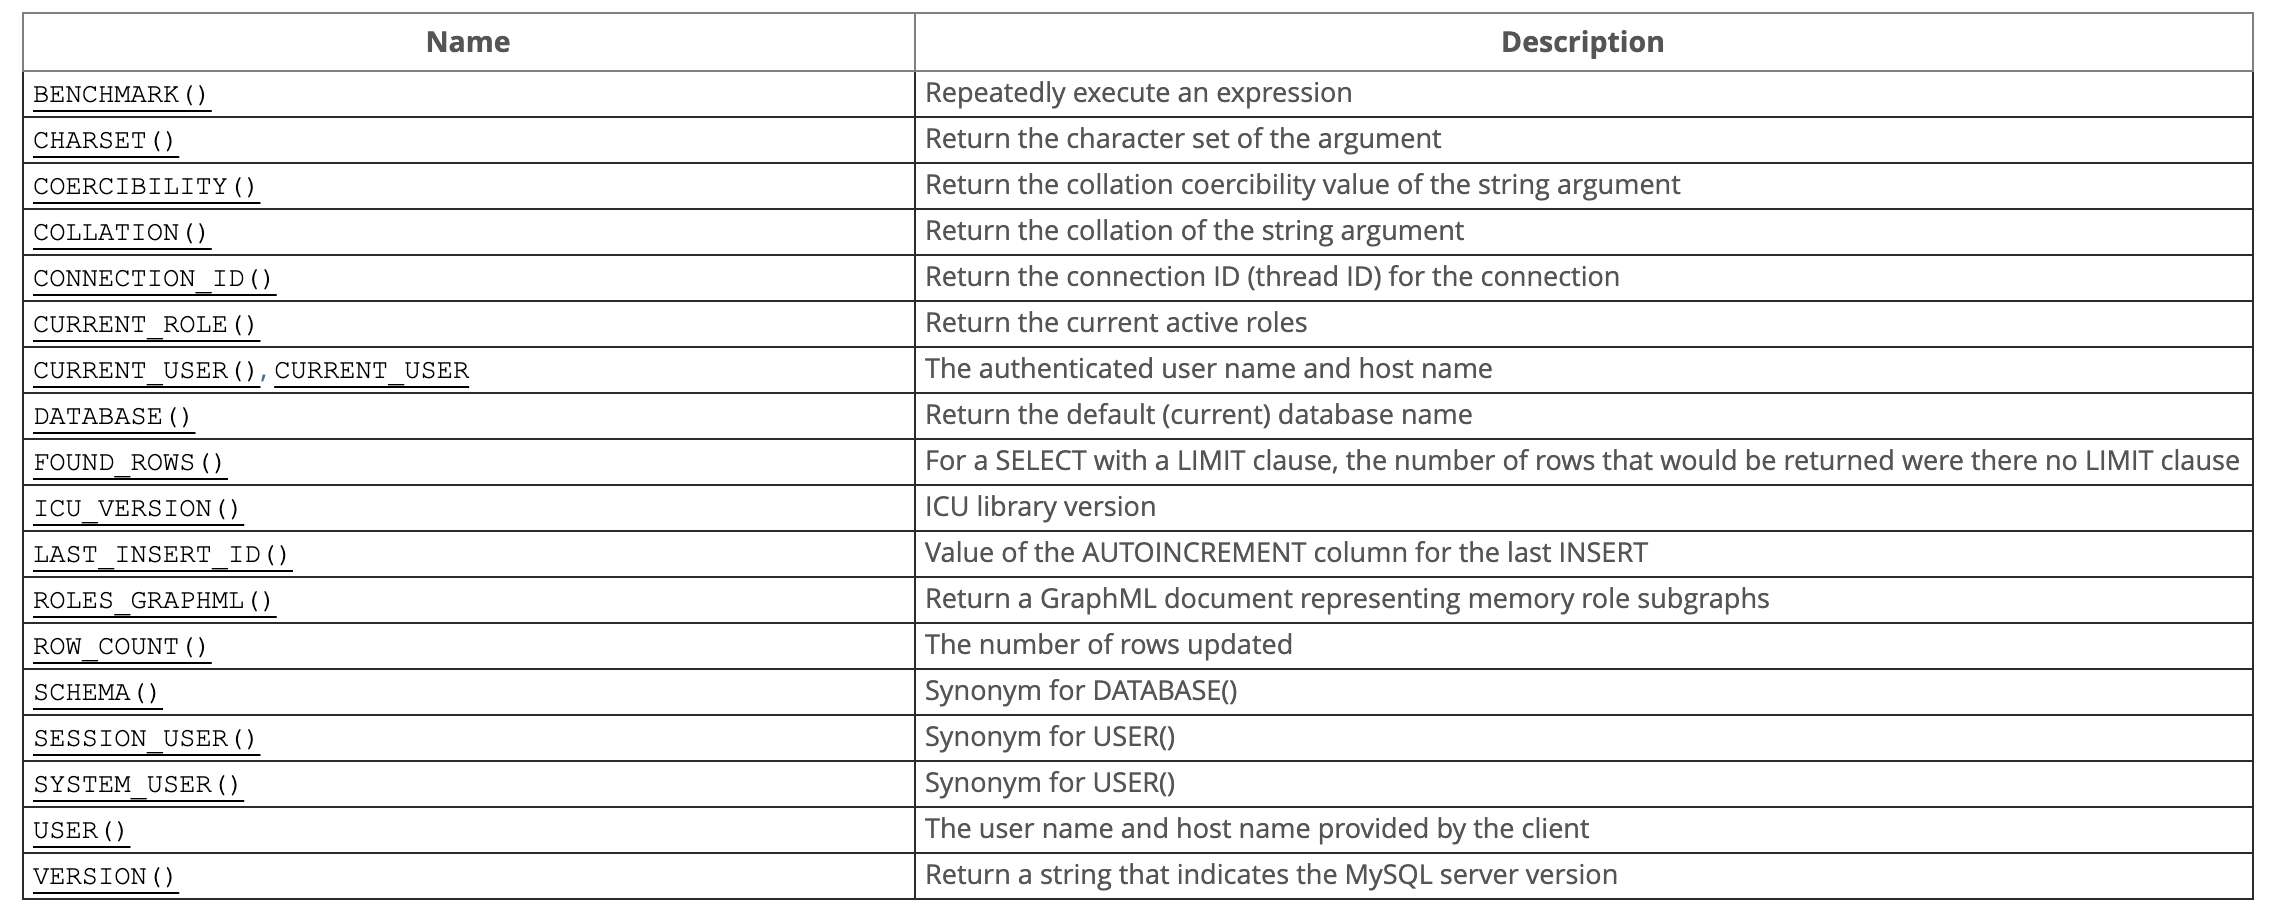 Name Description
BENCHMARK() Repeatedly execute an expression
CHARSET() Return the character set of the argument
COERCIBILITY() Return the collation coercibility value of the string argument
COLLATION() Return the collation of the string argument
CONNECTION_ID() Return the connection ID (thread ID) for the connection
CURRENT_ROLE() Return the current active roles
CURRENT_USER(), CURRENT_USER The authenticated user name and host name
DATABASE() Return the default (current) database name
FOUND_ROWS() For a SELECT with a LIMIT clause, the number of rows that would be returned were there no LIMIT clause
ICU_VERSION() ICU library version
LAST_INSERT_ID() Value of the AUTOINCREMENT column for the last INSERT
ROLES_GRAPHML() Return a GraphML document representing memory role subgraphs
ROW_COUNT() The number of rows updated
SCHEMA() Synonym for DATABASE()
SESSION_USER() Synonym for USER()
SYSTEM_USER() Synonym for USER()
USER() The user name and host name provided by the client
VERSION() Return a string that indicates the MySQL server version